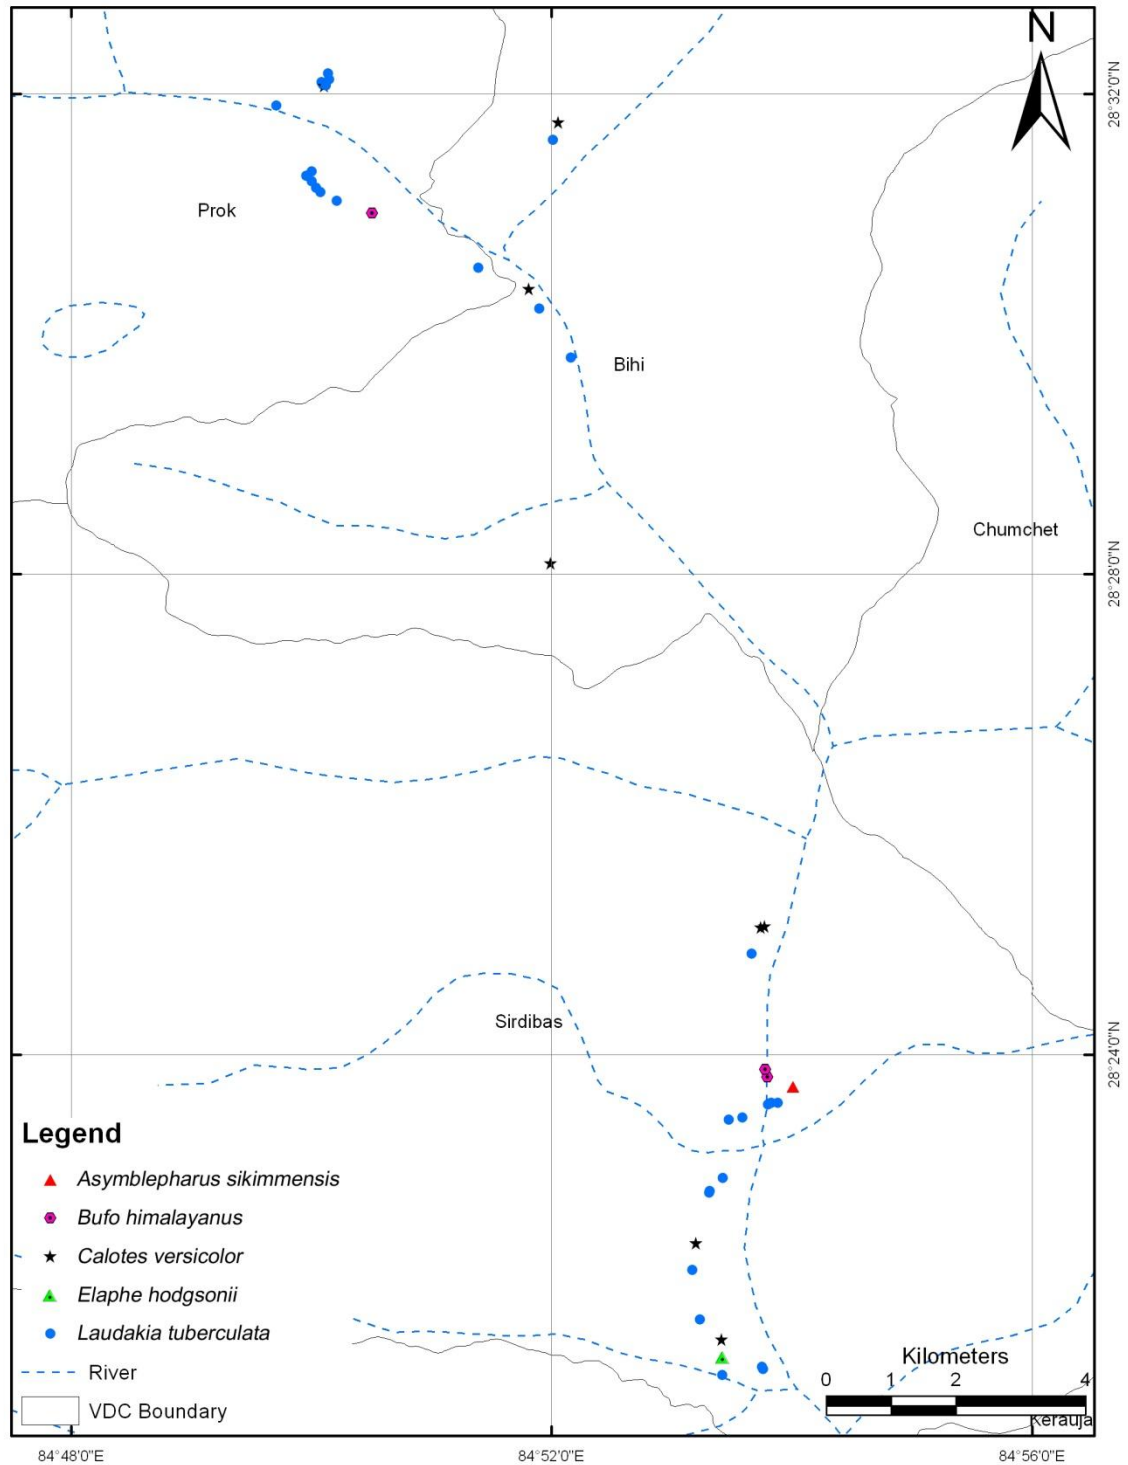 N
28°32'0"N
Prok
Bihi
Chumchet
28°28'0"N
Sirdibas
28°24'0"N
Legend
Asymblepharus sikimmensis
Bufo himalayanus
Calotes versicolor
Elaphe hodgsonii
Laudakia tuberculata
River
VDC Boundary
Kilometers
0 1 2 4
Kerauja
84°48'0"E 84°52'0"E 84°56'0"E